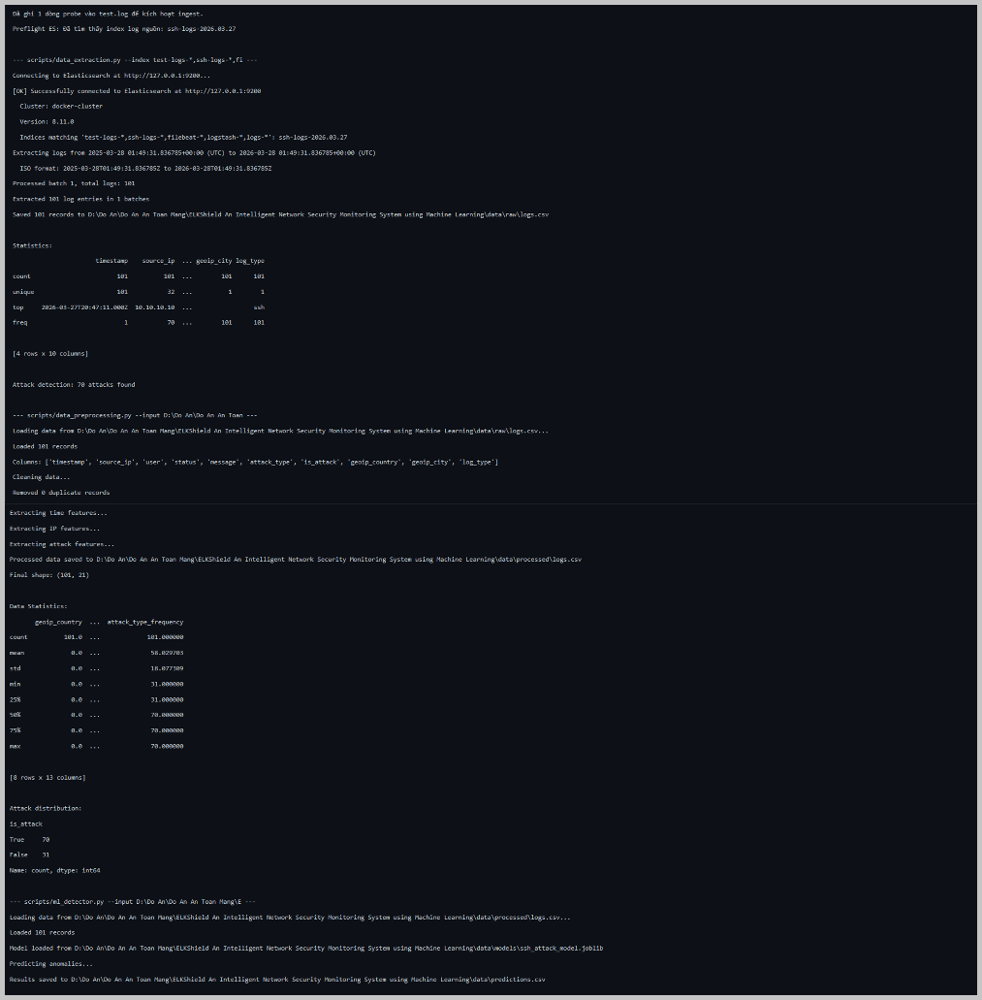 Đã ghi 1 dòng probe vào test.log để kích hoạt ingest.
Preflight ES: Đã tìm thấy index log nguồn: ssh-logs-2026.03.27
--- scripts/data_extraction.py --index test-logs-*,ssh-logs-*,fi ---
Connecting to Elasticsearch at http://127.0.0.1:9200...
[OK] Successfully connected to Elasticsearch at http://127.0.0.1:9200
Cluster: docker-cluster
Version: 8.11.0
Indices matching 'test-logs-*,ssh-logs-*,filebeat-*,logstash-*,logs-*': ssh-logs-2026.03.27
Extracting logs from 2025-03-28 01:49:31.836785+00:00 (UTC) to 2026-03-28 01:49:31.836785+00:00 (UTC)
ISO format: 2025-03-28T01:49:31.836785Z to 2026-03-28T01:49:31.836785Z
Processed batch 1, total logs: 101
Extracted 101 log entries in 1 batches
Saved 101 records to D:\Do An\Do An An Toan Mang\ELKShield An Intelligent Network Security Monitoring System using Machine Learning\data\raw\logs.csv
Statistics:
timestamp source_ip ... geoip_city log_type
count 101 101 ... 101 101
unique 101 32 ... 1 1
top 2026-03-27T20:47:11.000Z 10.10.10.10 ... ssh
freq 1 70 ... 101 101
[4 rows x 10 columns]
Attack detection: 70 attacks found
--- scripts/data_preprocessing.py --input D:\Do An\Do An An Toan ---
Loading data from D:\Do An\Do An An Toan Mang\ELKShield An Intelligent Network Security Monitoring System using Machine Learning\data\raw\logs.csv...
Loaded 101 records
Columns: ['timestamp', 'source_ip', 'user', 'status', 'message', 'attack_type', 'is_attack', 'geoip_country', 'geoip_city', 'log_type']
Cleaning data...
Removed 0 duplicate records
Extracting time features...
Extracting IP features...
Extracting attack features...
Processed data saved to D:\Do An\Do An An Toan Mang\ELKShield An Intelligent Network Security Monitoring System using Machine Learning\data\processed\logs.csv
Final shape: (101, 21)
Data Statistics:
geoip_country ... attack_type_frequency
count 101.0 ... 101.000000
mean 0.0 ... 58.029703
std 0.0 ... 18.077309
min 0.0 ... 31.000000
25% 0.0 ... 31.000000
50% 0.0 ... 70.000000
75% 0.0 ... 70.000000
max 0.0 ... 70.000000
[8 rows x 13 columns]
Attack distribution:
is_attack
True 70
False 31
Name: count, dtype: int64
--- scripts/ml_detector.py --input D:\Do An\Do An An Toan Mang\E ---
Loading data from D:\Do An\Do An An Toan Mang\ELKShield An Intelligent Network Security Monitoring System using Machine Learning\data\processed\logs.csv...
Loaded 101 records
Model loaded from D:\Do An\Do An An Toan Mang\ELKShield An Intelligent Network Security Monitoring System using Machine Learning\data\models\ssh_attack_model.joblib
Predicting anomalies...
Results saved to D:\Do An\Do An An Toan Mang\ELKShield An Intelligent Network Security Monitoring System using Machine Learning\data\predictions.csv